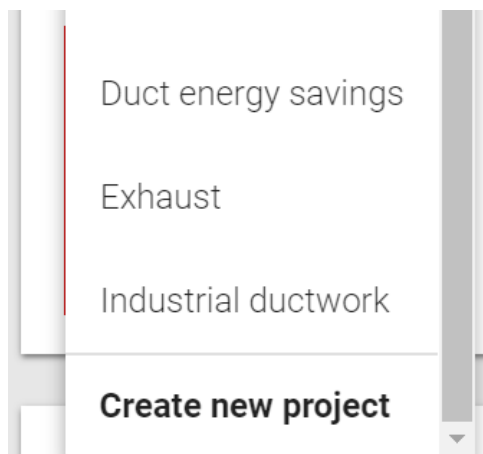 Duct energy savings
Exhaust
Industrial ductwork
Create new project